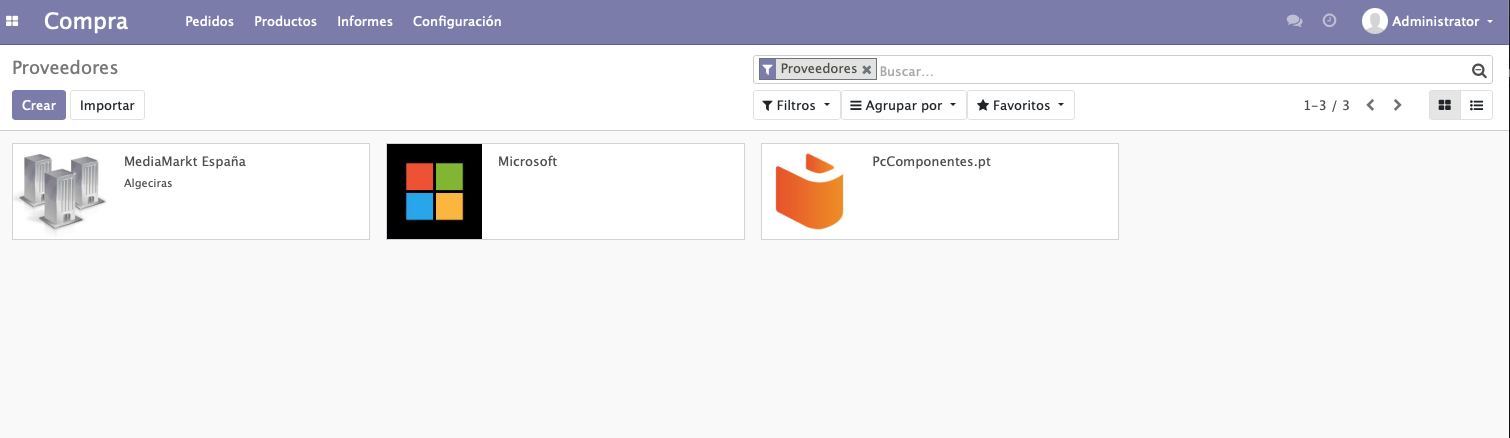 Compra
Pedidos Productos Informes Configuración
Administrator
Proveedores
Proveedores Buscar...
Crear Importar
Filtros Agrupar por Favoritos
1-3 / 3
MediaMarkt España
Algeciras
Microsoft
PcComponentes.pt